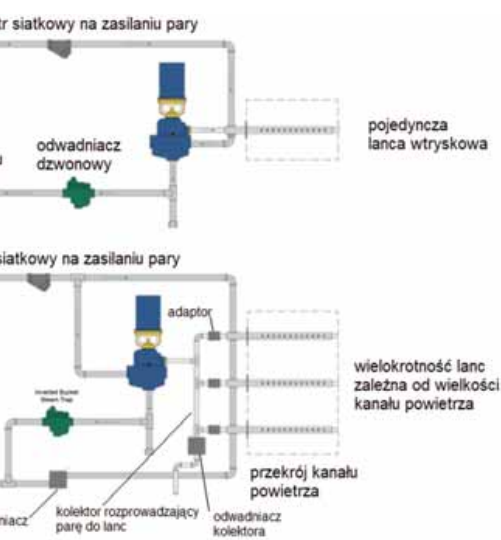 tr siatkowy na zasilaniu pary
pojedyncza
lanca wtryskowa
odwadniacz
dzwonowy
u
siatkowy na zasilaniu pary
adaptor
wielokrotność lanc
zależna od wielkości
kanału powietrza
Inverted Bucket
Steam Trap
przekrój kanału
powietrza
kolektor rozprowadzający
parę do lanc
niacz
odwadniacz
kolektora